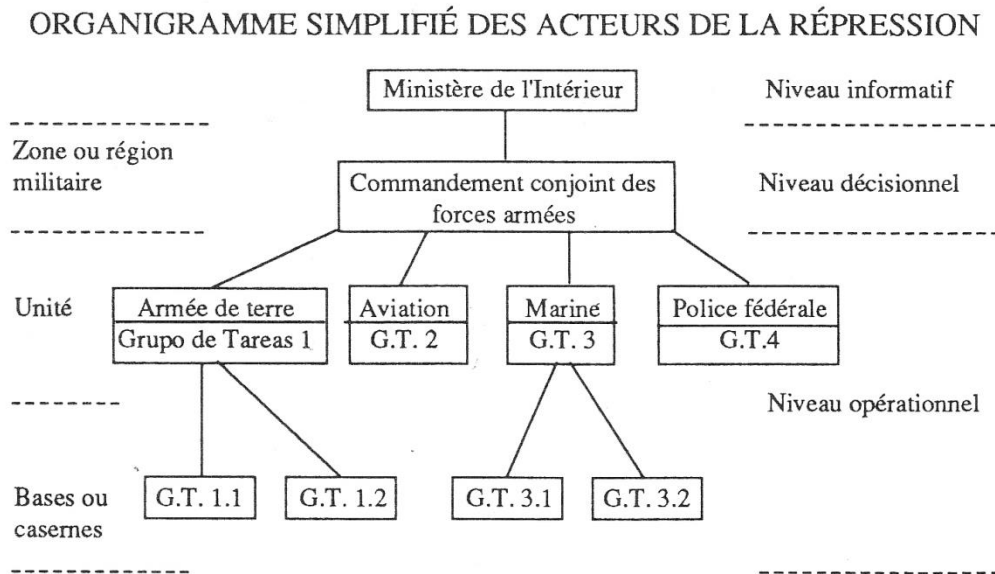 ORGANIGRAMME SIMPLIFIÉ DES ACTEURS DE LA RÉPRESSION
Ministère de l'Intérieur
Niveau informatif
Zone ou région
militaire
Commandement conjoint des
forces armées
Niveau décisionnel
Unité
Armée de terre
Grupo de Tareas 1
Aviation
G.T. 2
Marine
G.T. 3
Police fédérale
G.T.4
Niveau opérationnel
Bases ou
casernes
G.T. 1.1
G.T. 1.2
G.T. 3.1
G.T. 3.2